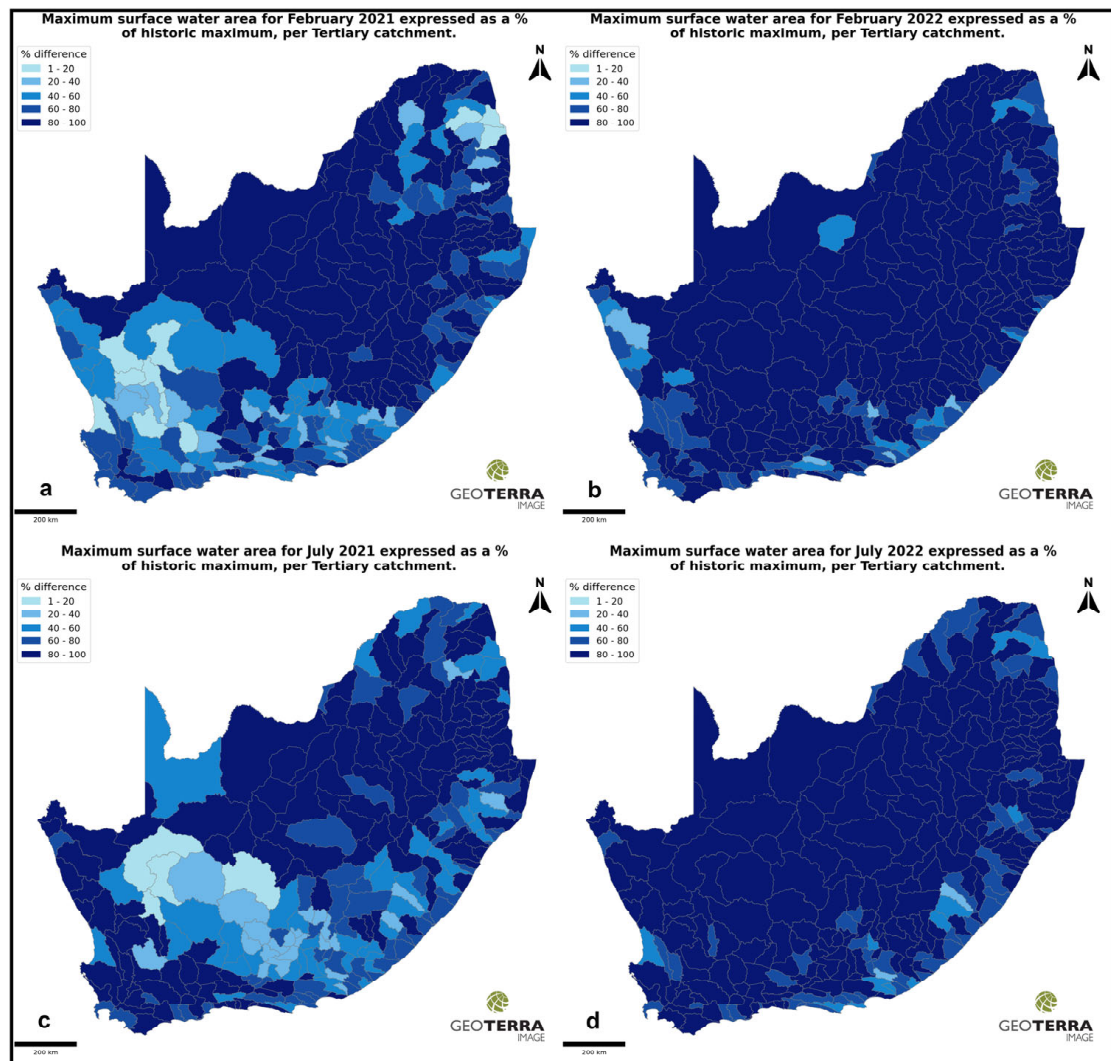 Maximum surface water area for February 2021 expressed as a %
of historic maximum, per Tertiary catchment.
% difference
1 - 20
20 - 40
40 - 60
60 - 80
80 100
N
a
200 km
GEOTERRA
IMAGE
Maximum surface water area for February 2022 expressed as a %
of historic maximum, per Tertiary catchment.
% difference
1 - 20
20 - 40
40 - 60
60 - 80
80 100
N
b
200 km
GEOTERRA
IMAGE
Maximum surface water area for July 2021 expressed as a %
of historic maximum, per Tertiary catchment.
% difference
1 - 20
20 - 40
40 - 60
60 - 80
80 - 100
N
c
200 km
GEOTERRA
IMAGE
Maximum surface water area for July 2022 expressed as a %
of historic maximum, per Tertiary catchment.
% difference
1 - 20
20 - 40
40 - 60
60 - 80
80 - 100
N
d
200 km
GEOTERRA
IMAGE